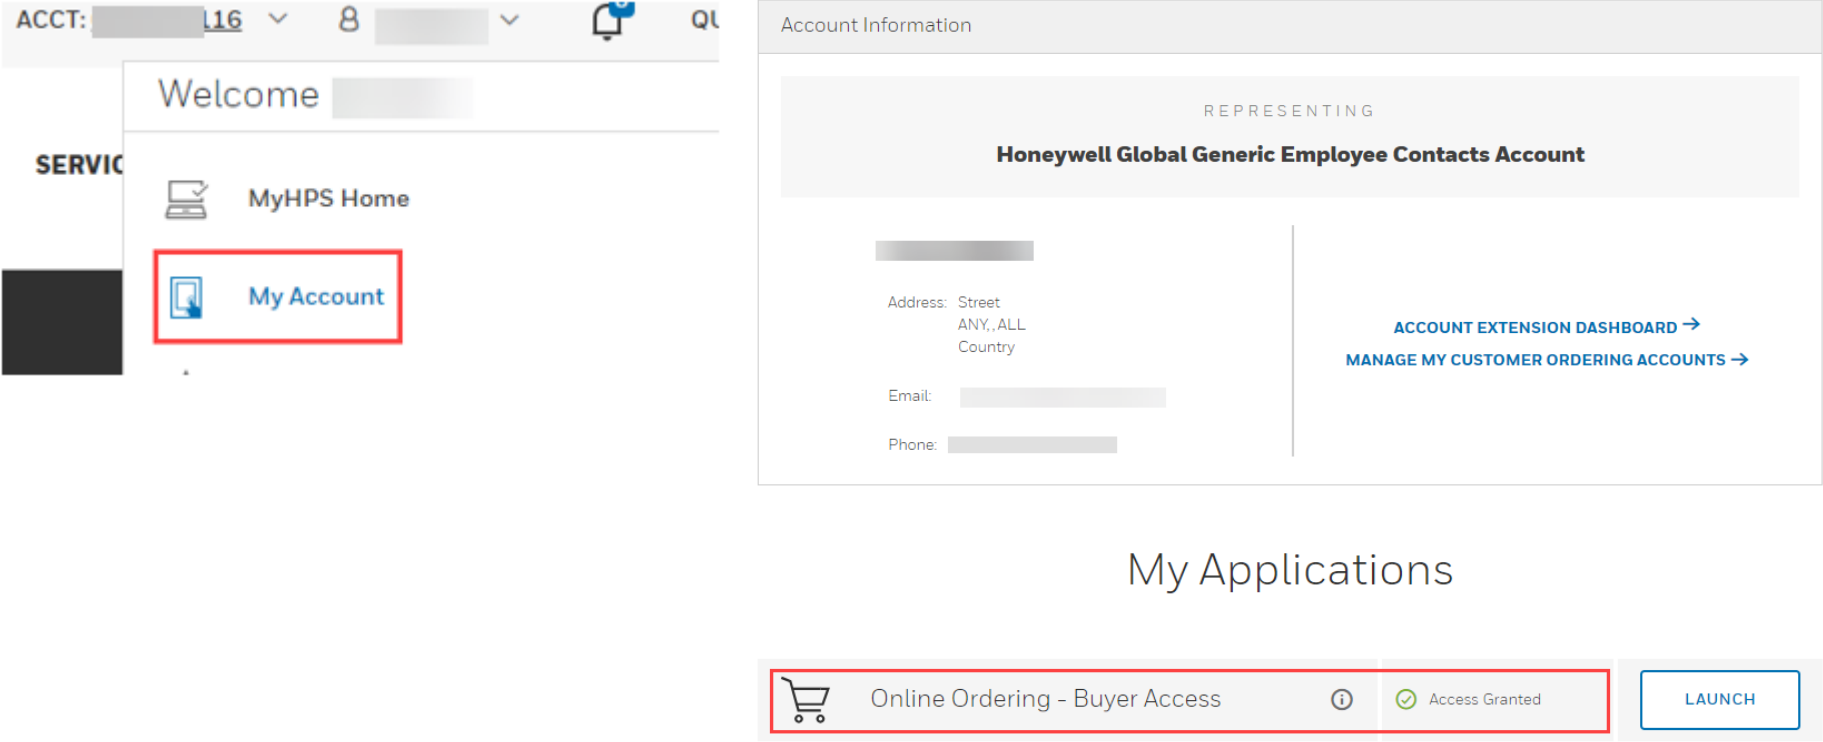 ACCT: 116
QU
Welcome
SERVIC
MyHPS Home
My Account
Account Information
REPRESENTING
Honeywell Global Generic Employee Contacts Account
Address: Street
ANY,,ALL
Country
Email:
Phone:
ACCOUNT EXTENSION DASHBOARD →
MANAGE MY CUSTOMER ORDERING ACCOUNTS →
My Applications
Online Ordering - Buyer Access
Access Granted
LAUNCH